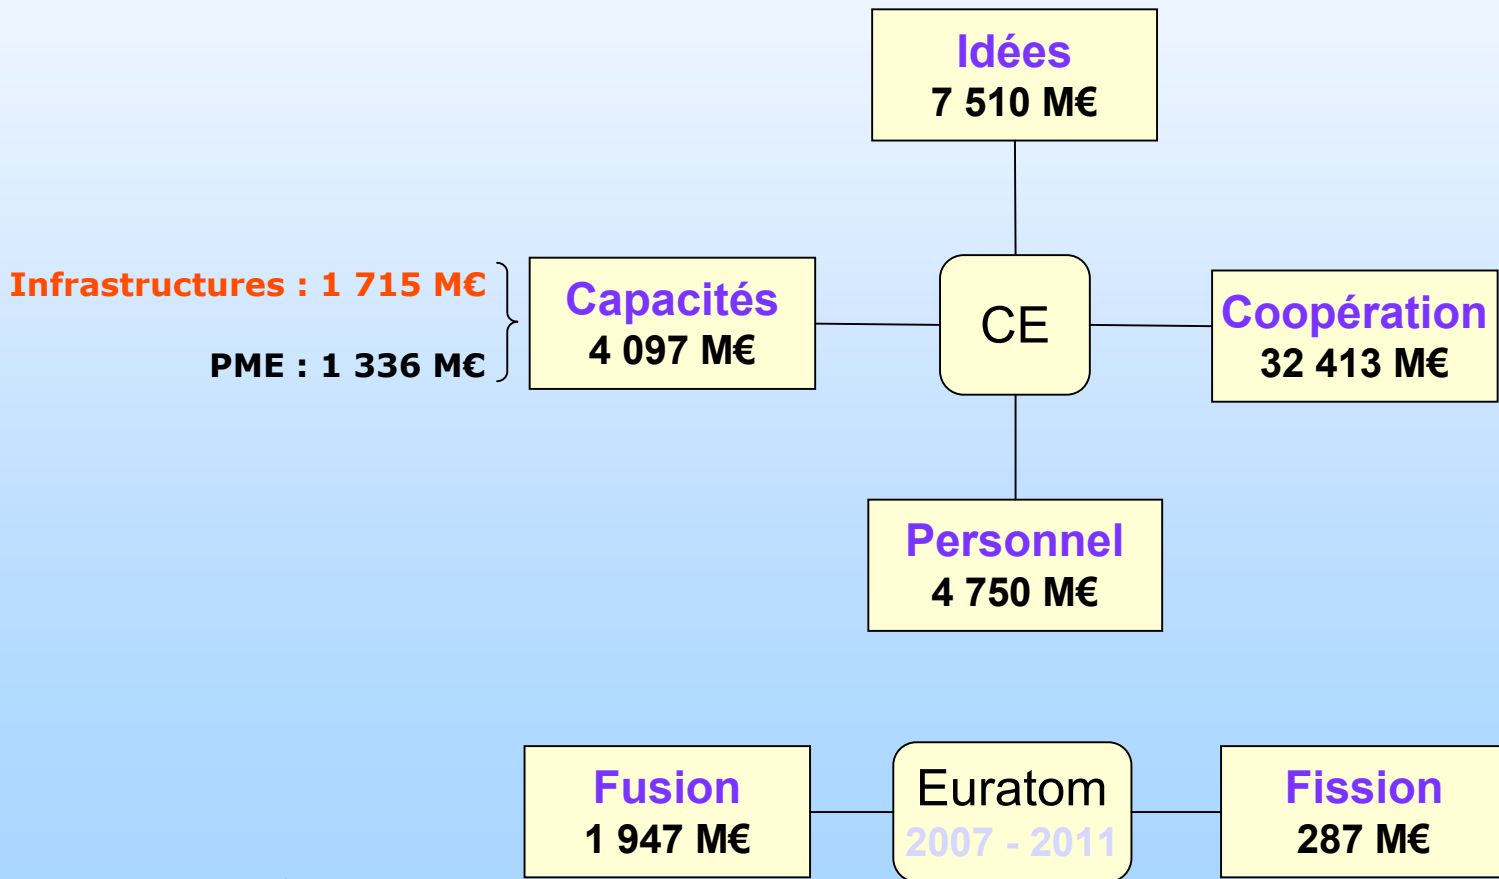 Idées
7 510 M€
Infrastructures : 1 715 M€
PME : 1 336 M€
Capacités
4 097 M€
CE
Coopération
32 413 M€
Personnel
4 750 M€
Fusion
1 947 M€
Euratom
2007 - 2011
Fission
287 M€